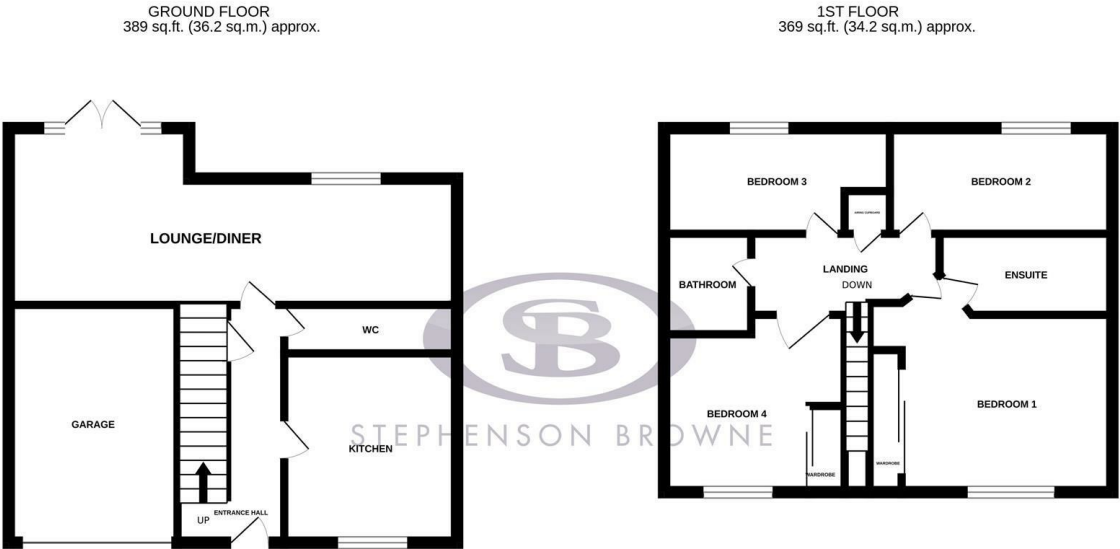 GROUND FLOOR
389 sq.ft. (36.2 sq.m.) approx.
1ST FLOOR
369 sq.ft. (34.2 sq.m.) approx.
LOUNGE/DINER
WC
GARAGE
KITCHEN
ENTRANCE HALL
UP
BEDROOM 3
BEDROOM 2
BATHROOM
LANDING
DOWN
ENSUITE
BEDROOM 4
BEDROOM 1
WARDROBE
WARDROBE
SB
STEPHENSON BROWNE